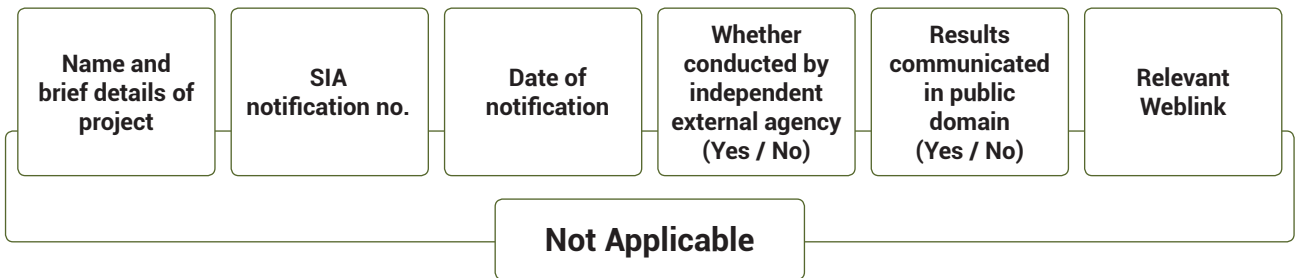 Name and
brief details of
project
SIA
notification no.
Date of
notification
Whether
conducted by
independent
external agency
(Yes / No)
Results
communicated
in public
domain
(Yes / No)
Relevant
Weblink
Not Applicable